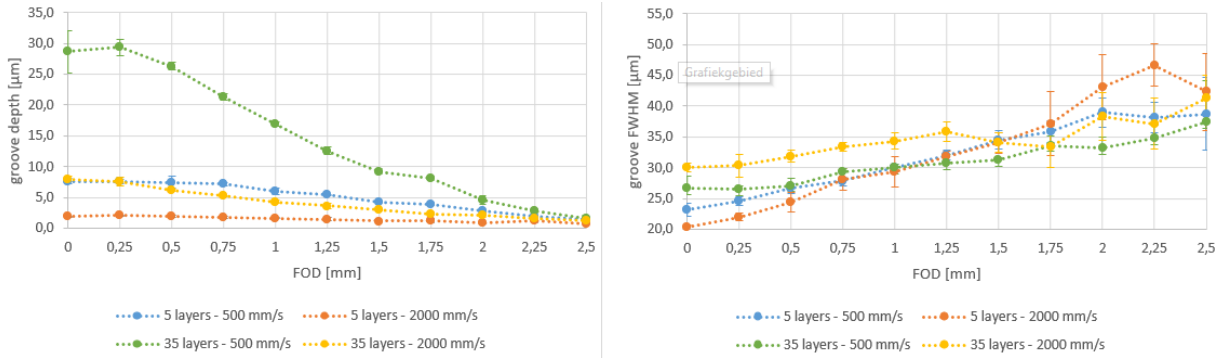 groove depth [µm]
35,0
30,0
25,0
20,0
15,0
10,0
5,0
0,0
0 0,25 0,5 0,75 1 1,25 1,5 1,75 2 2,25 2,5
FOD [mm]
5 layers - 500 mm/s 5 layers - 2000 mm/s
35 layers - 500 mm/s 35 layers - 2000 mm/s
groove FWHM [µm]
55,0
50,0
45,0
40,0
35,0
30,0
25,0
20,0
Grafiekgebied
0 0,25 0,5 0,75 1 1,25 1,5 1,75 2 2,25 2,5
FOD [mm]
5 layers - 500 mm/s 5 layers - 2000 mm/s
35 layers - 500 mm/s 35 layers - 2000 mm/s